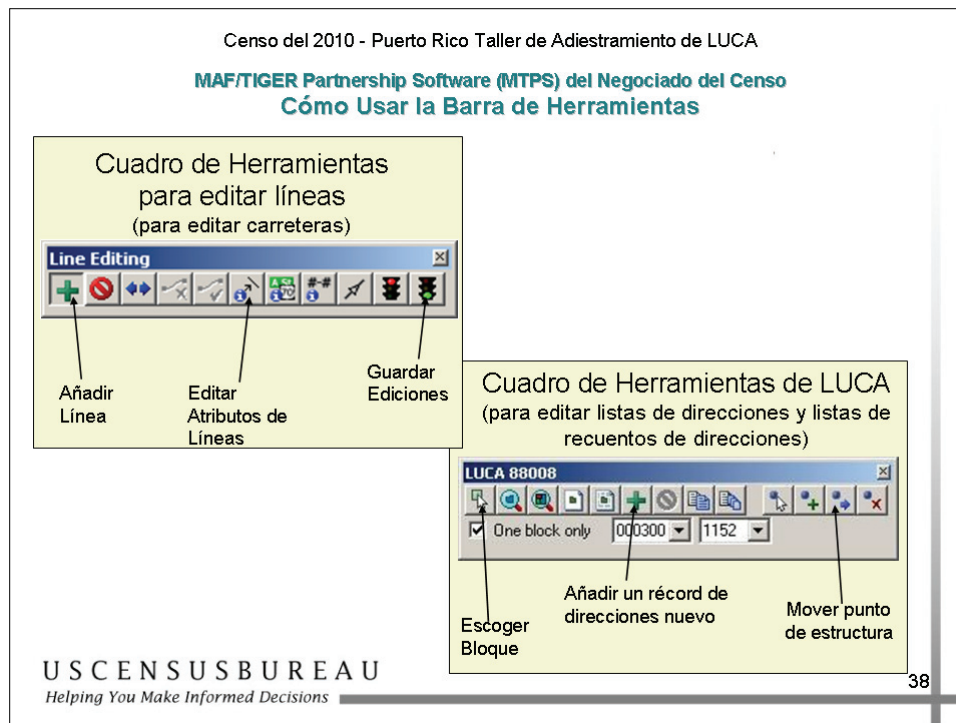 Censo del 2010 - Puerto Rico Taller de Adiestramiento de LUCA
MAF/TIGER Partnership Software (MTPS) del Negociado del Censo
Cómo Usar la Barra de Herramientas
Cuadro de Herramientas
para editar líneas
(para editar carreteras)
Line Editing
#-#
Añadir
Línea
Editar
Atributos de
Líneas
Guardar
Ediciones
Cuadro de Herramientas de LUCA
(para editar listas de direcciones y listas de
recuentos de direcciones)
LUCA 88008
One block only 000300 1152
Escoger
Bloque
Añadir un récord de
direcciones nuevo
Mover punto
de estructura
USCENSUSBUREAU
Helping You Make Informed Decisions
38